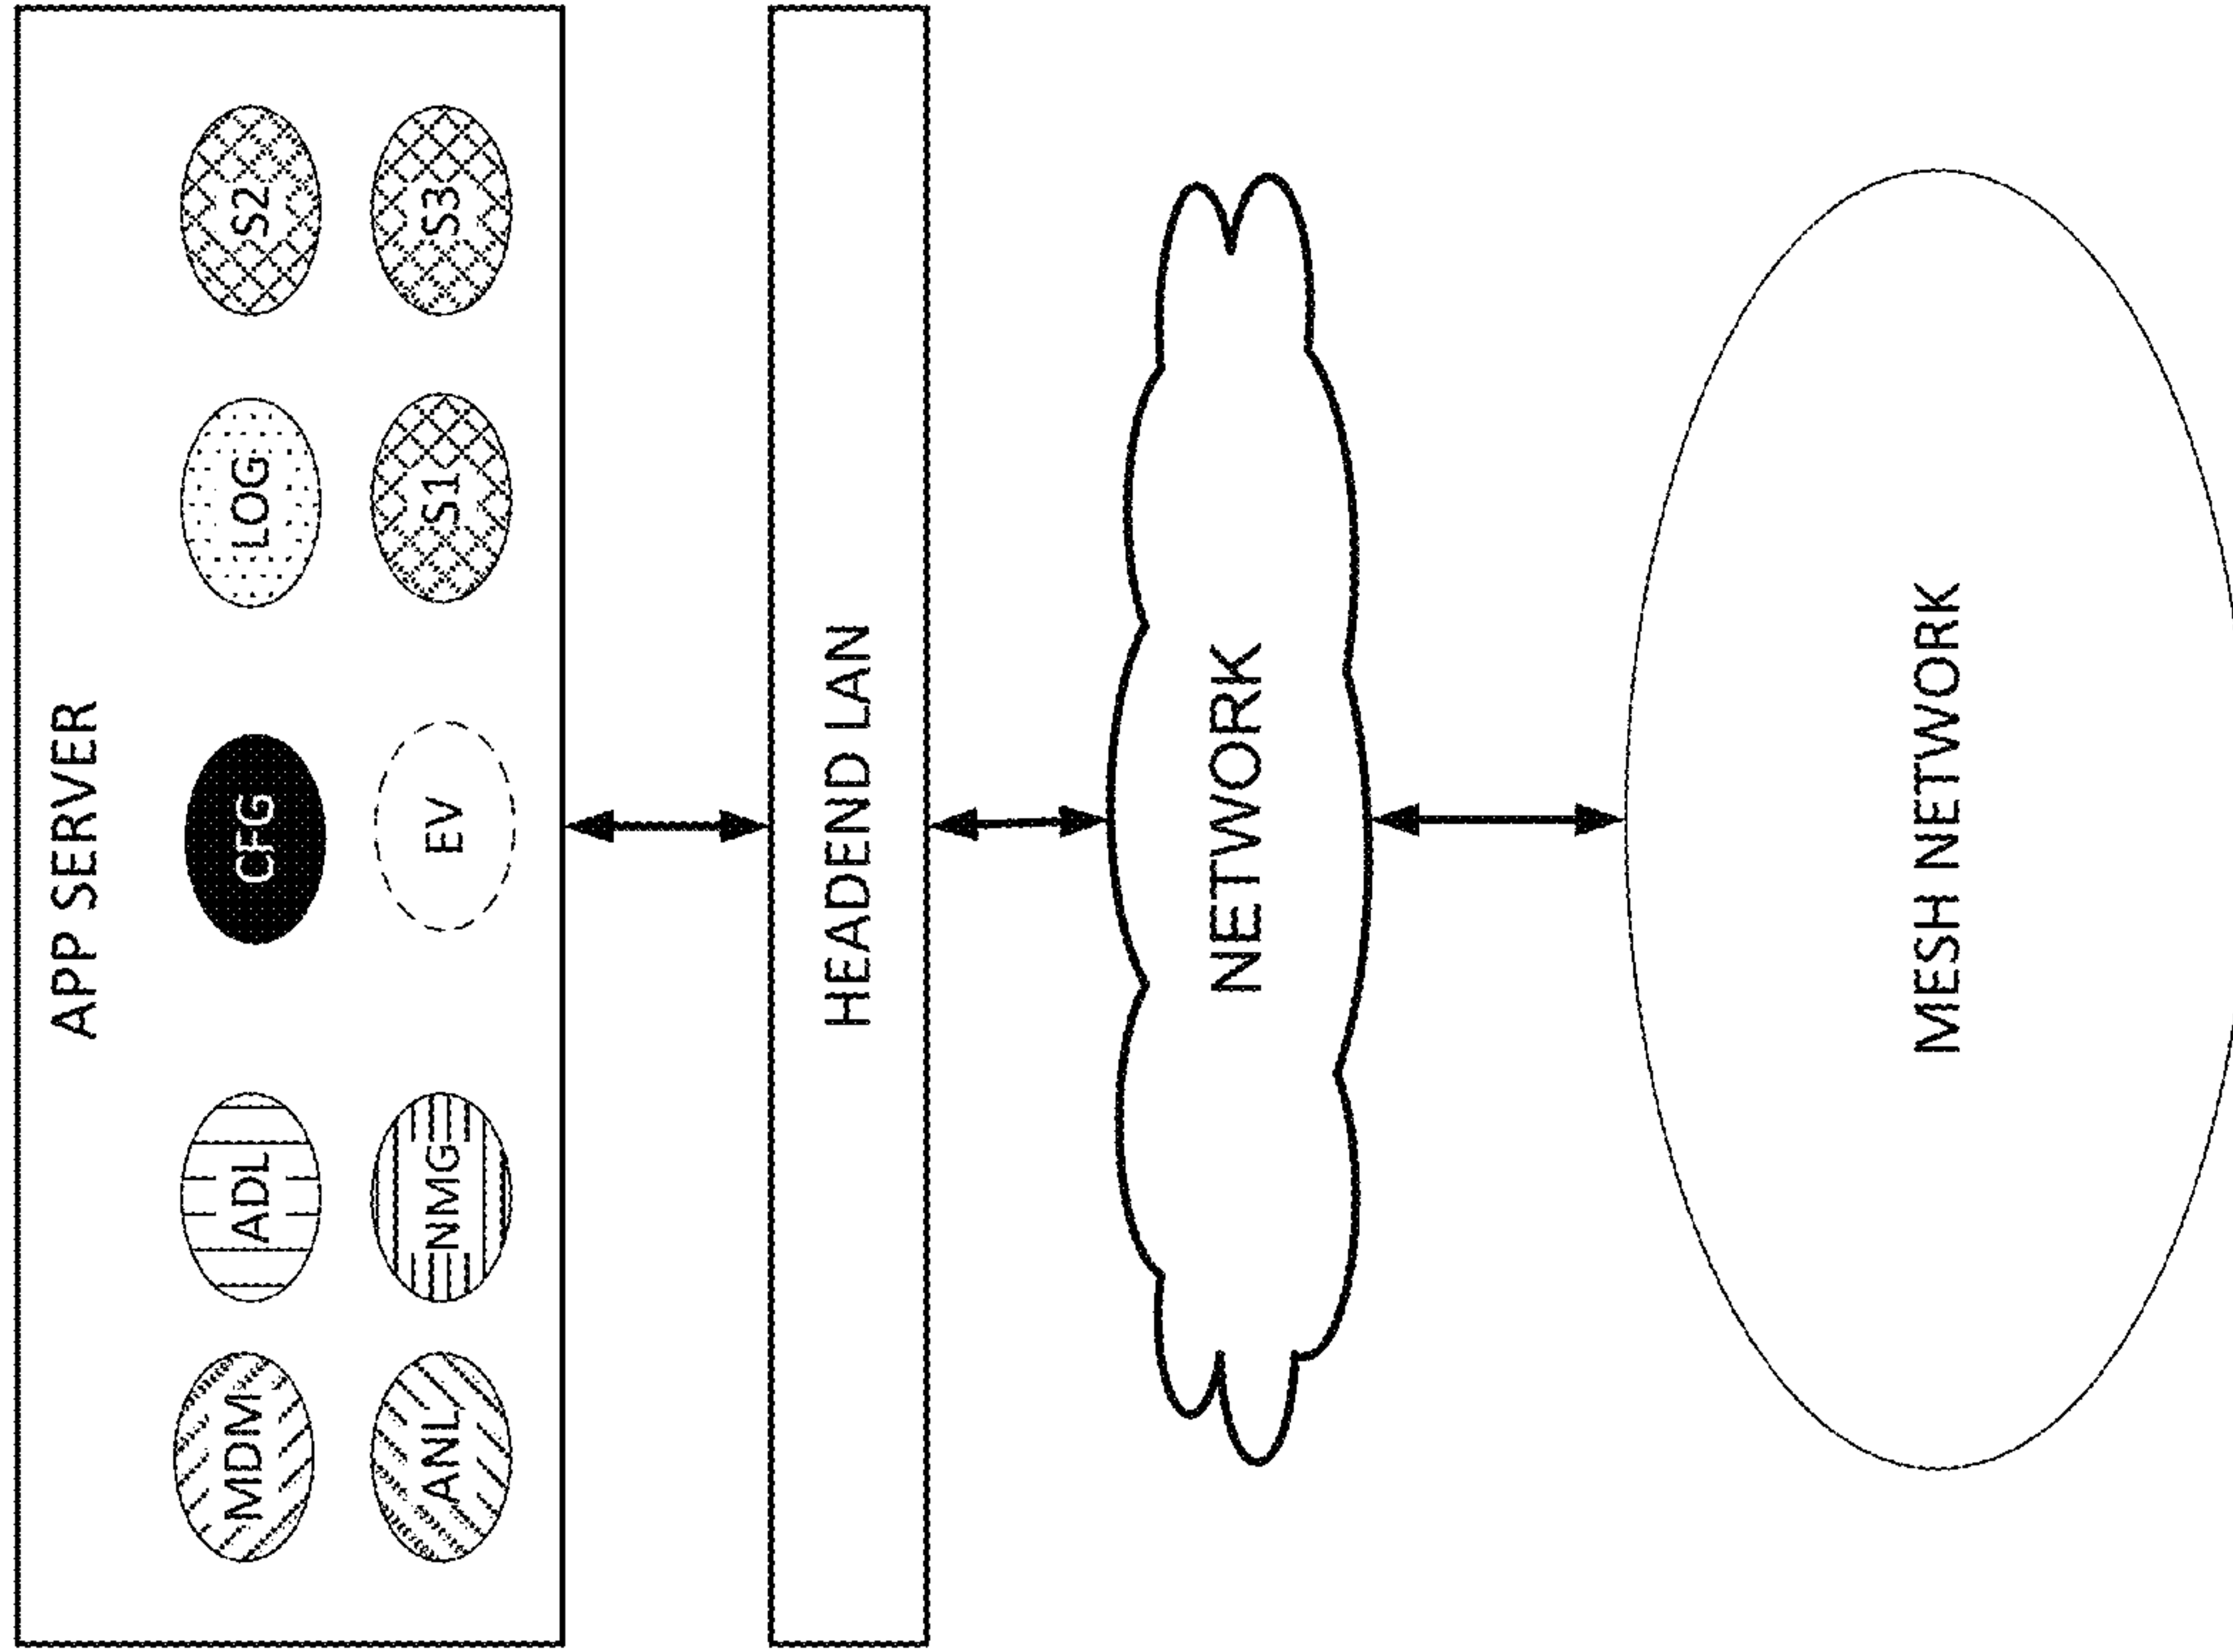 APP SERVER
MDM
ADL
CFG
LOG
S2
ANL
NMG
EV
S1
S3
HEADEND LAN
NETWORK
MESH NETWORK